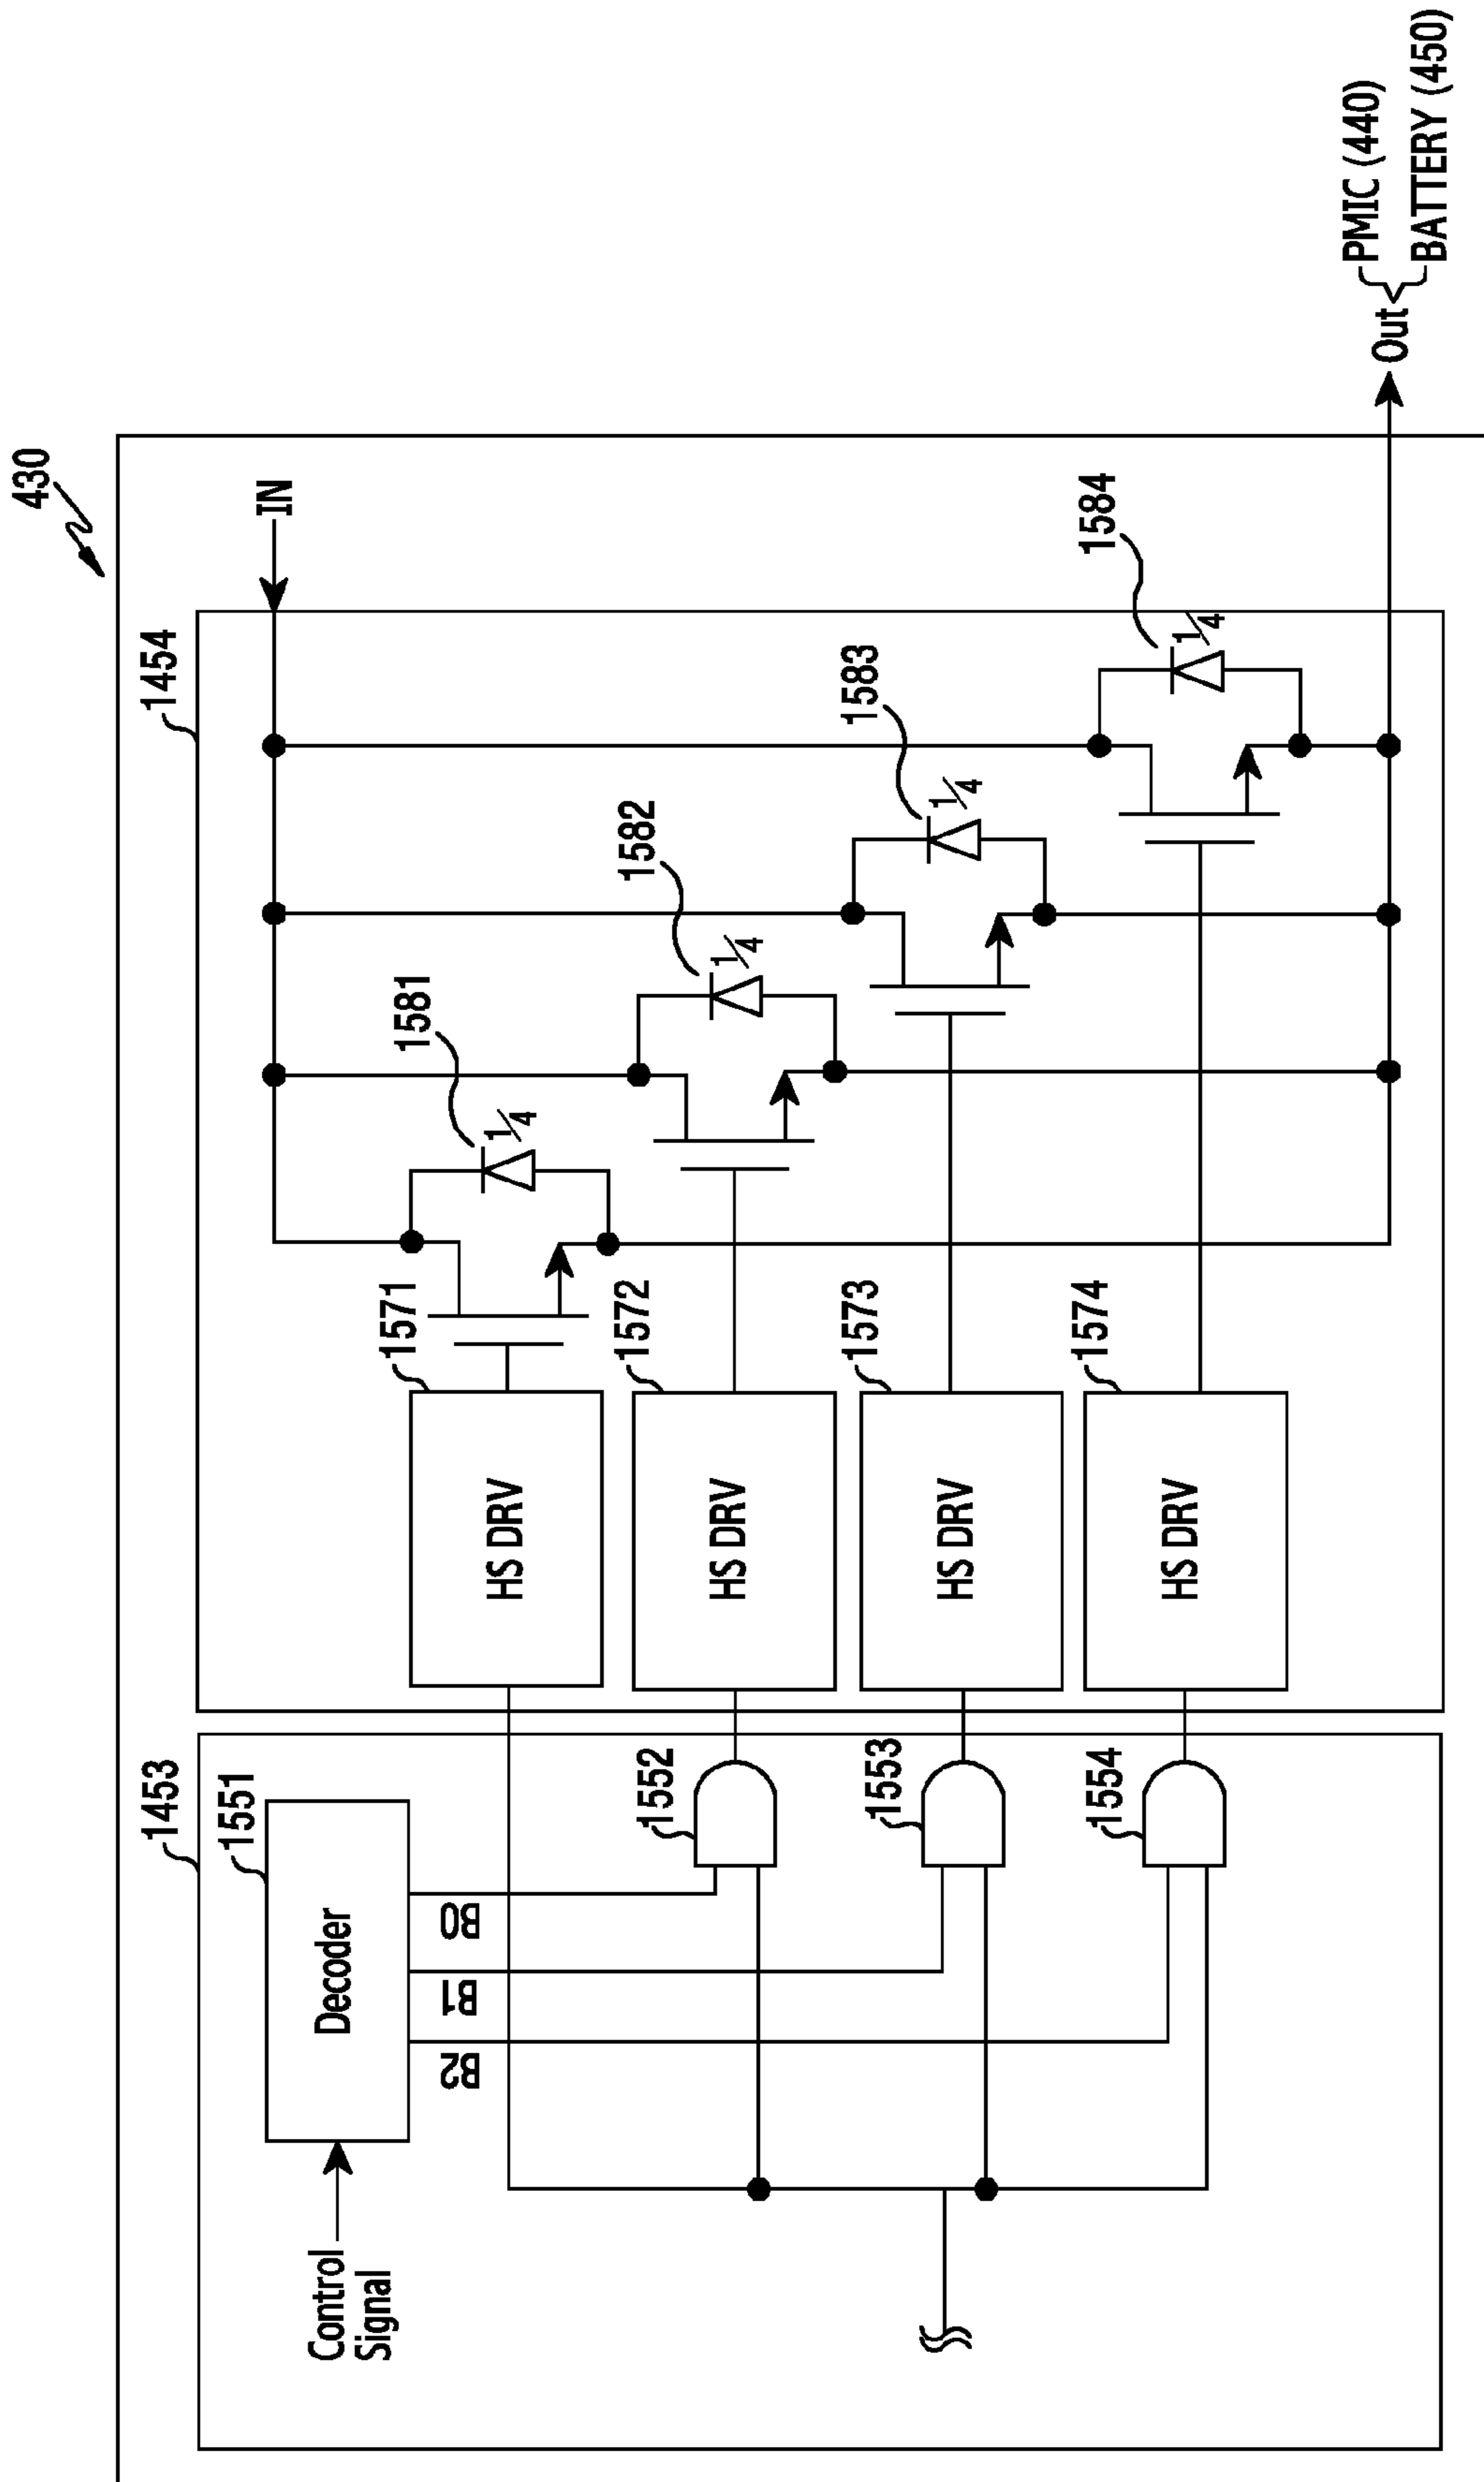 430
1453
1454
1551
Decoder
Control
Signal
B2
B1
B0
1552
1553
1554
1571
HS DRV
1572
HS DRV
1573
HS DRV
1574
HS DRV
1581
1/4
1582
1/4
1583
1/4
1584
1/4
IN
Out
PMIC (440)
BATTERY (450)